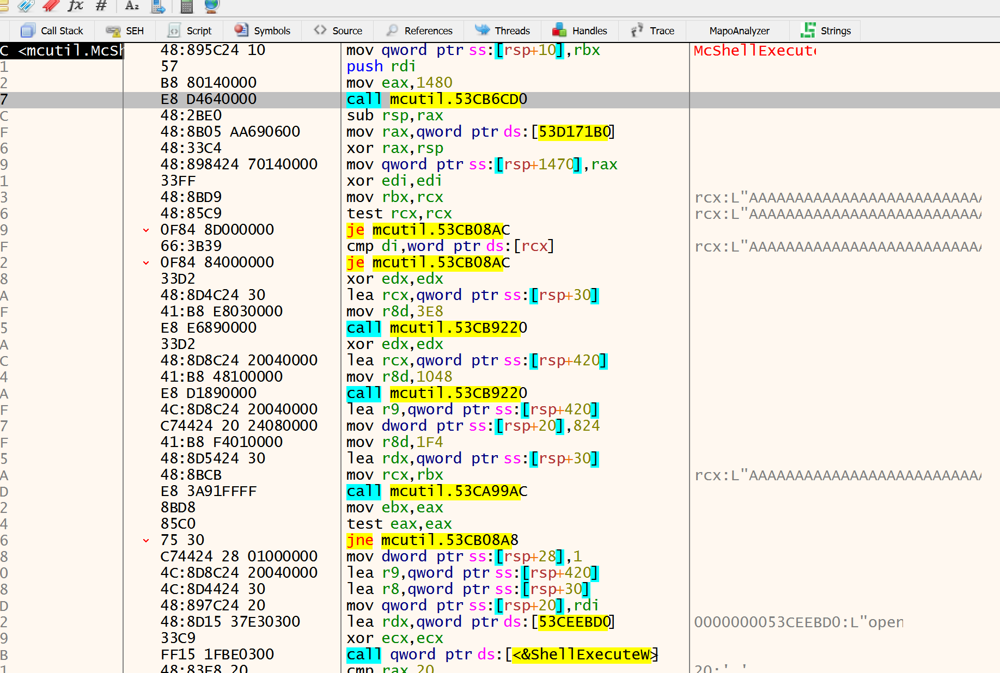 fx # A₂
Call Stack SEH Script Symbols Source References Threads Handles Trace MapoAnalyzer Strings
C <mcutil.McSh 48:895C24 10 mov qword ptr ss:[rsp+10],rbx McShellExecute
1 57 push rdi
2 B8 80140000 mov eax,1480
7 E8 D4640000 call mcutil.53CB6CD0
C 48:2BE0 sub rsp,rax
F 48:8B05 AA690600 mov rax,qword ptr ds:[53D171B0]
6 48:33C4 xor rax,rsp
9 48:898424 70140000 mov qword ptr ss:[rsp+1470],rax
1 33FF xor edi,edi
3 48:8BD9 mov rbx,rcx rcx:L"AAAAAAAAAAAAAAAAAAAAAAAAAA
6 48:85C9 test rcx,rcx rcx:L"AAAAAAAAAAAAAAAAAAAAAAAAAA
9 0F84 8D000000 je mcutil.53CB08AC
F 66:3B39 cmp di,word ptr ds:[rcx] rcx:L"AAAAAAAAAAAAAAAAAAAAAAAAAA
2 0F84 84000000 je mcutil.53CB08AC
8 33D2 xor edx,edx
A 48:8D4C24 30 lea rcx,qword ptr ss:[rsp+30]
F 41:B8 E8030000 mov r8d,3E8
5 E8 E6890000 call mcutil.53CB9220
A 33D2 xor edx,edx
C 48:8D8C24 20040000 lea rcx,qword ptr ss:[rsp+420]
4 41:B8 48100000 mov r8d,1048
A E8 D1890000 call mcutil.53CB9220
F 4C:8D8C24 20040000 lea r9,qword ptr ss:[rsp+420]
7 C74424 20 24080000 mov dword ptr ss:[rsp+20],824
F 41:B8 F4010000 mov r8d,1F4
5 48:8D5424 30 lea rdx,qword ptr ss:[rsp+30]
A 48:8BCB mov rcx,rbx rcx:L"AAAAAAAAAAAAAAAAAAAAAAAAAA
D E8 3A91FFFF call mcutil.53CA99AC
2 8BD8 mov ebx,eax
4 85C0 test eax,eax
6 75 30 jne mcutil.53CB08A8
8 C74424 28 01000000 mov dword ptr ss:[rsp+28],1
0 4C:8D8C24 20040000 lea r9,qword ptr ss:[rsp+420]
8 4C:8D4424 30 lea r8,qword ptr ss:[rsp+30]
D 48:897C24 20 mov qword ptr ss:[rsp+20],rdi
2 48:8D15 37E30300 lea rdx,qword ptr ds:[53CEEBD0] 0000000053CEEBD0:L"open
9 33C9 xor ecx,ecx
B FF15 1FBE0300 call qword ptr ds:[<&ShellExecuteW>]
1 48:83F8 20 cmp rax,20 20:' '